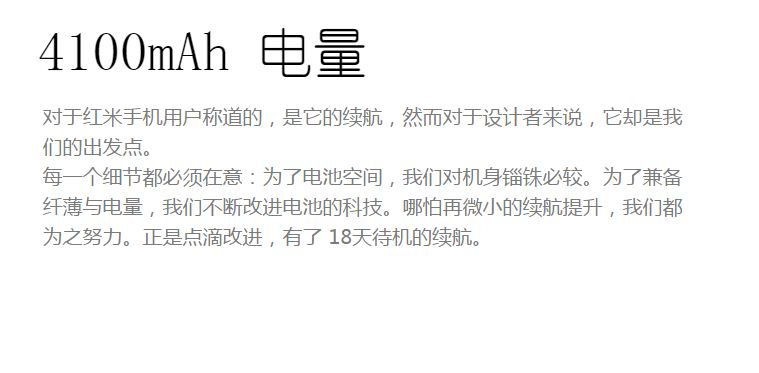 4100mAh 电量
对于红米手机用户称道的，是它的续航，然而对于设计者来说，它却是我
们的出发点。
每一个细节都必须在意：为了电池空间，我们对机身锱铢必较。为了兼备
纤薄与电量，我们不断改进电池的科技。哪怕再微小的续航提升，我们都
为之努力。正是点滴改进，有了 18天待机的续航。